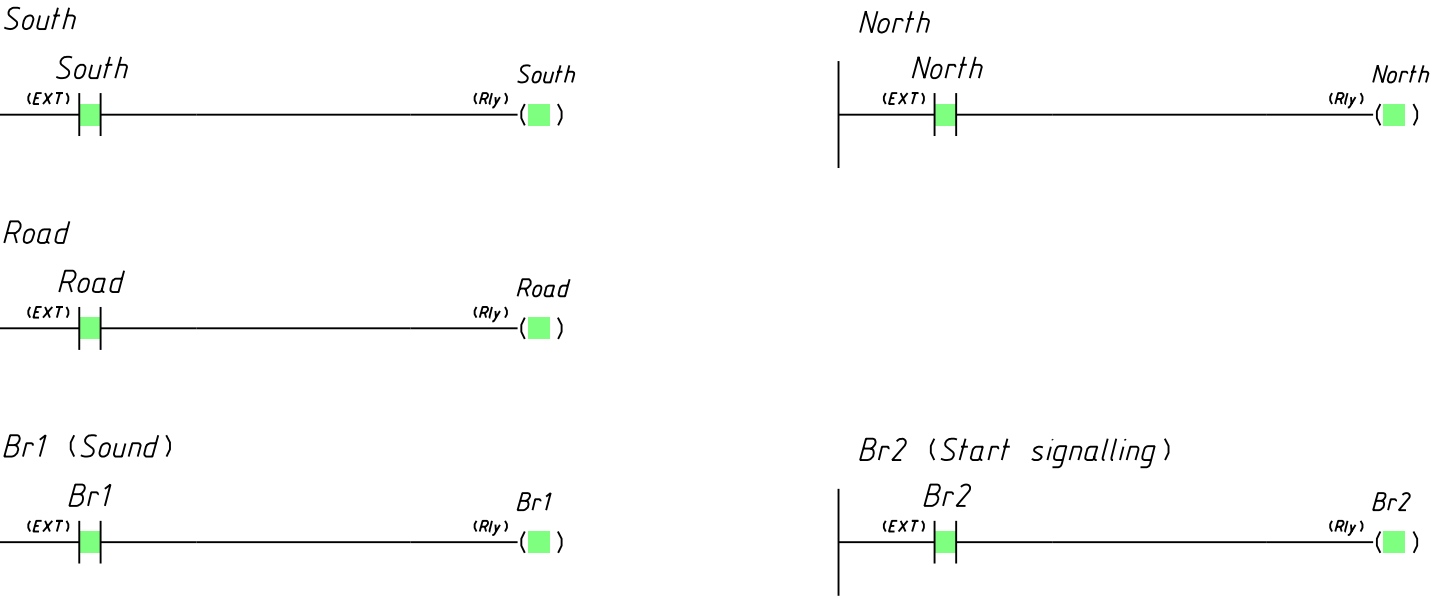 South
South
South
(EXT)
(Rly)
North
North
North
(EXT)
(Rly)
Road
Road
Road
(EXT)
(Rly)
Br1 (Sound)
Br1
Br1
(EXT)
(Rly)
Br2 (Start signalling)
Br2
Br2
(EXT)
(Rly)